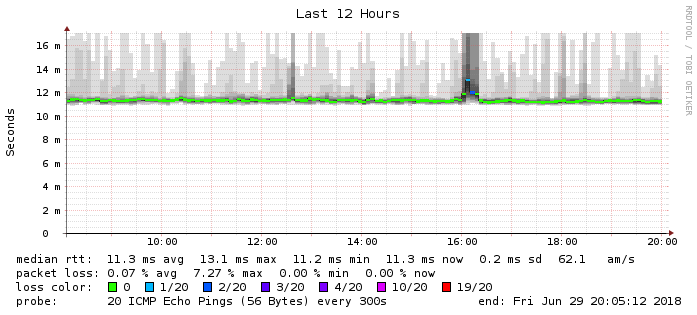 Last 12 Hours
RRDTOOL / TOBI OETIKER
Seconds
16 m
14 m
12 m
10 m
8 m
6 m
4 m
2 m
0
10:00 12:00 14:00 16:00 18:00 20:00
median rtt: 11.3 ms avg 13.1 ms max 11.2 ms min 11.3 ms now 0.2 ms sd 62.1 am/s
packet loss: 0.07 % avg 7.27 % max 0.00 % min 0.00 % now
loss color: 0 1/20 2/20 3/20 4/20 10/20 19/20
probe: 20 ICMP Echo Pings (56 Bytes) every 300s end: Fri Jun 29 20:05:12 2018